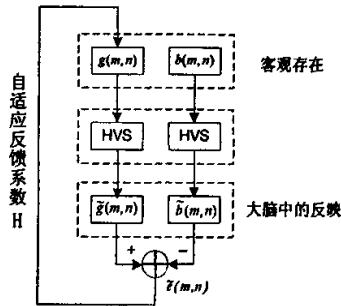 g(m,n) b(m,n) 客观存在
自适应反馈系数 H
HVS HVS
g̃(m,n) b̃(m,n) 大脑中的反映
+ −
ẽ(m,n)